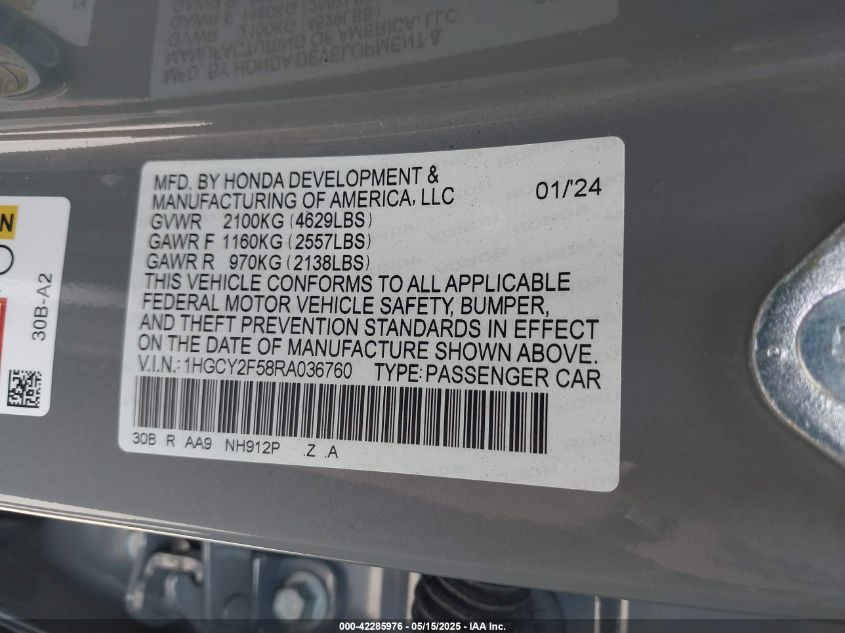 MFD. BY HONDA DEVELOPMENT &
MANUFACTURING OF AMERICA, LLC 01/'24
GVWR 2100KG (4629LBS)
GAWR F 1160KG (2557LBS)
GAWR R 970KG (2138LBS)
THIS VEHICLE CONFORMS TO ALL APPLICABLE
FEDERAL MOTOR VEHICLE SAFETY, BUMPER,
AND THEFT PREVENTION STANDARDS IN EFFECT
ON THE DATE OF MANUFACTURE SHOWN ABOVE.
V.I.N.: 1HGCY2F58RA036760 TYPE: PASSENGER CAR
30B R AA9 NH912P .Z .A
30B-A2
000-42285976 - 05/15/2025 - IAA Inc.